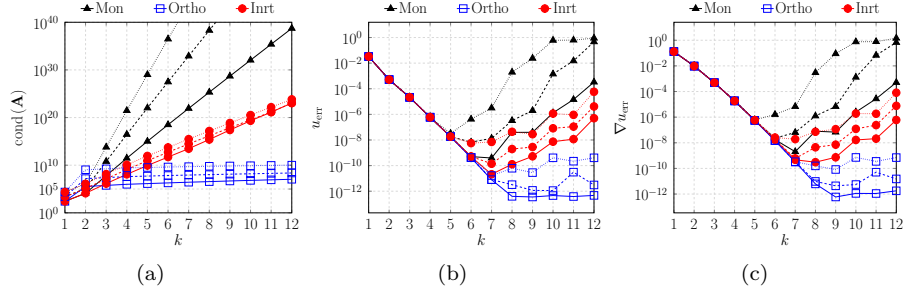 Mon Ortho Inrt
10^40
10^30
10^20
10^10
10^5
10^0
cond (A)
1 2 3 4 5 6 7 8 9 10 11 12
k
(a)
Mon Ortho Inrt
10^0
10^−2
10^−4
10^−6
10^−8
10^−10
10^−12
u_err
1 2 3 4 5 6 7 8 9 10 11 12
k
(b)
Mon Ortho Inrt
10^0
10^−2
10^−4
10^−6
10^−8
10^−10
10^−12
∇u_err
1 2 3 4 5 6 7 8 9 10 11 12
k
(c)